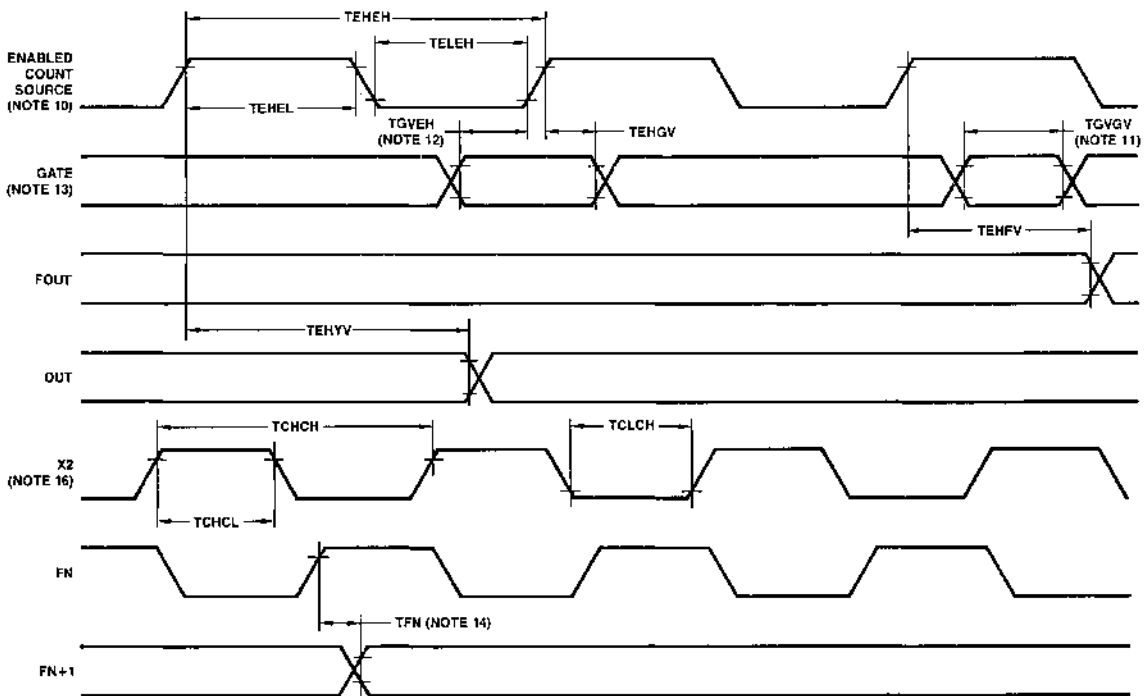 TEHEH
TELEH
ENABLED
COUNT
SOURCE
(NOTE 10)
TEHEL
TGVEH
(NOTE 12)
TEHGV
TGVGV
(NOTE 11)
GATE
(NOTE 13)
TEHFV
FOUT
TEHYV
OUT
TCHCH
TCLCH
X2
(NOTE 16)
TCHCL
FN
TFN (NOTE 14)
FN+1